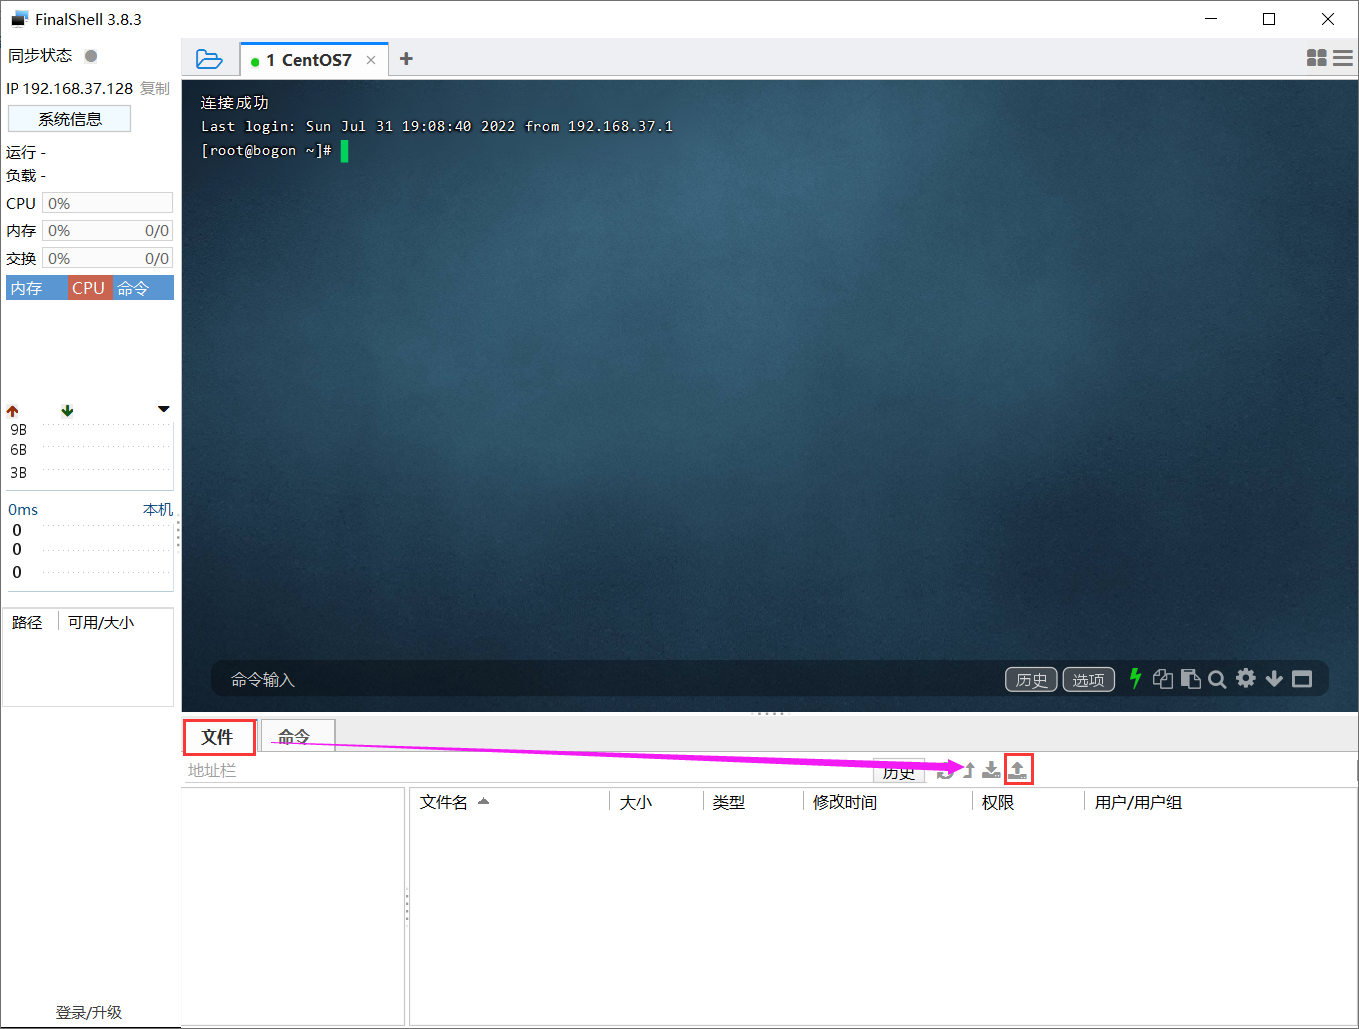 FinalShell 3.8.3
同步状态
IP 192.168.37.128 复制
系统信息
运行 -
负载 -
CPU 0%
内存 0% 0/0
交换 0% 0/0
内存 CPU 命令
9B
6B
3B
0ms 本机
0
0
0
路径 可用/大小
登录/升级
1 CentOS7
连接成功
Last login: Sun Jul 31 19:08:40 2022 from 192.168.37.1
[root@bogon ~]#
命令输入 历史 选项
文件 命令
地址栏 历史
文件名 大小 类型 修改时间 权限 用户/用户组